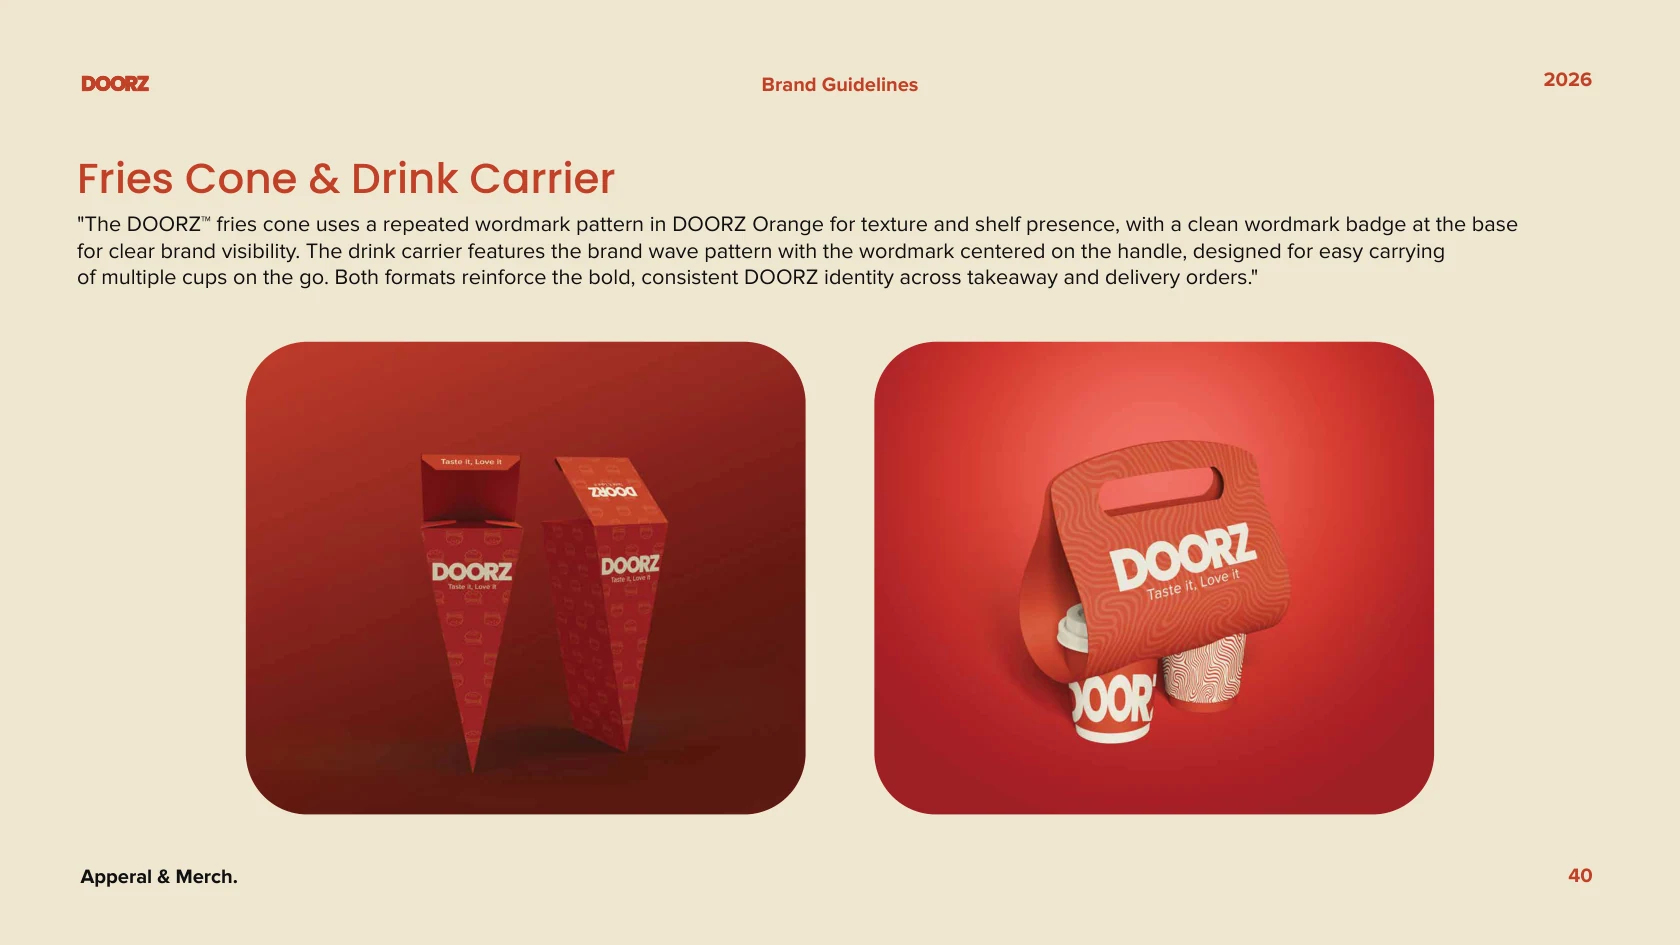 DOORZ
Brand Guidelines
2026
Fries Cone & Drink Carrier
"The DOORZ™ fries cone uses a repeated wordmark pattern in DOORZ Orange for texture and shelf presence, with a clean wordmark badge at the base
for clear brand visibility. The drink carrier features the brand wave pattern with the wordmark centered on the handle, designed for easy carrying
of multiple cups on the go. Both formats reinforce the bold, consistent DOORZ identity across takeaway and delivery orders."
Taste it, Love it
DOORZ
DOORZ
Taste it, Love it
DOORZ
Taste it, Love it
DOORZ
Taste it, Love it
DOORZ
Apperal & Merch.
40